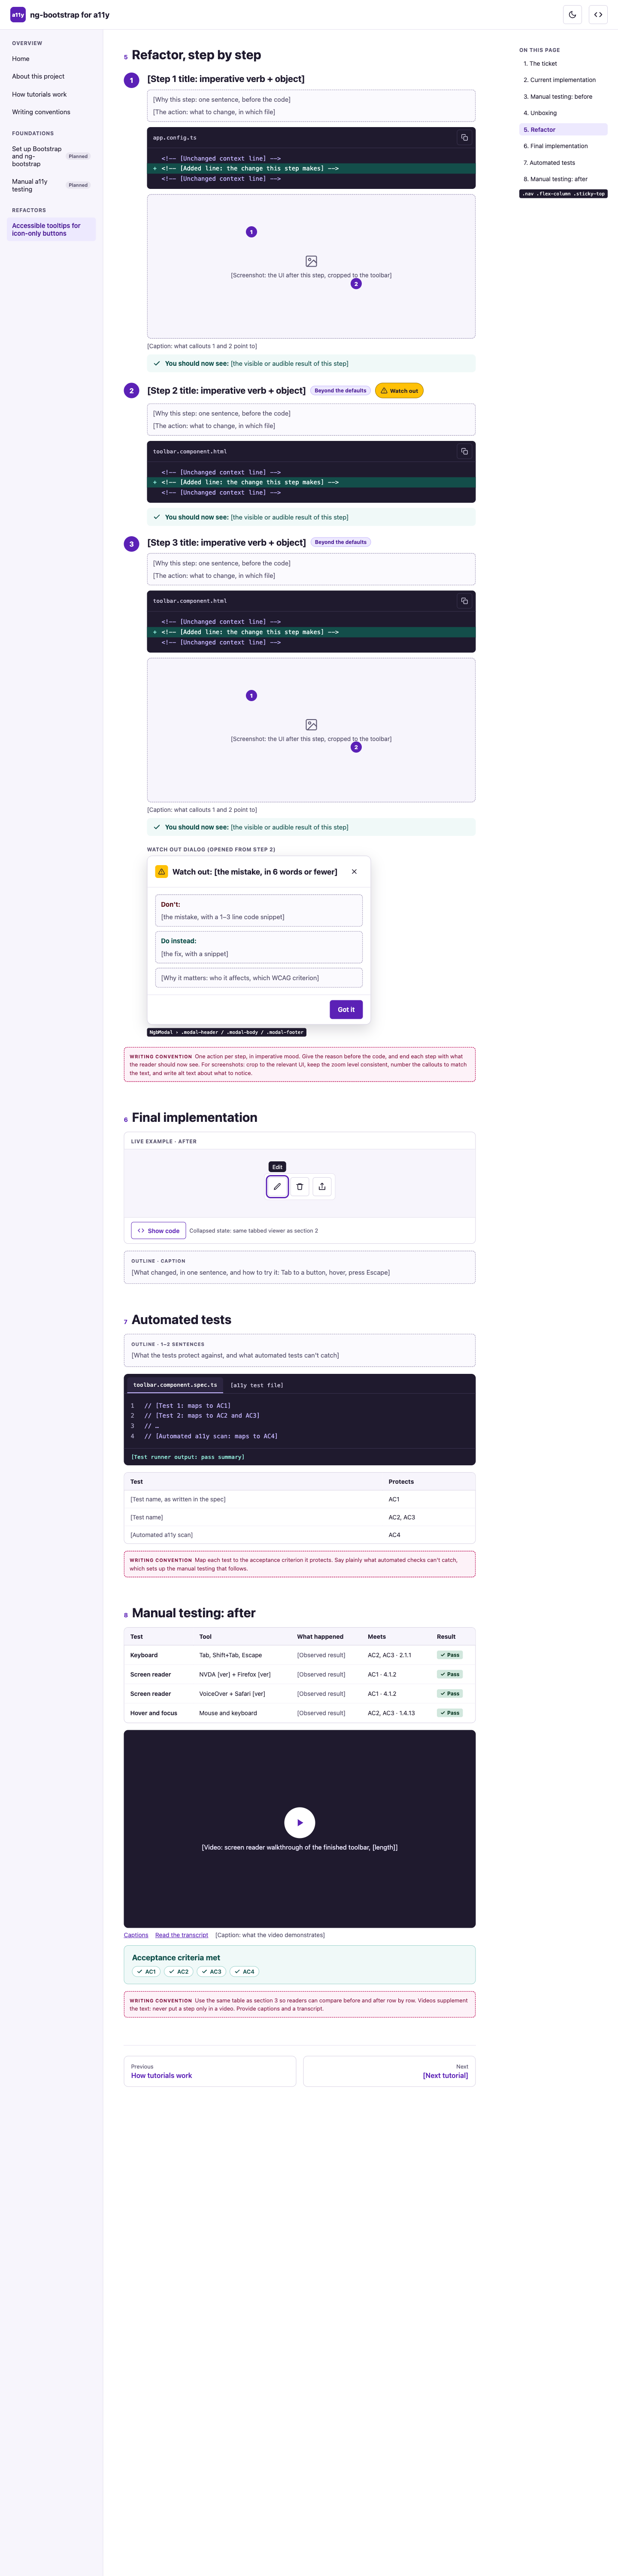 a11y
ng-bootstrap for a11y
OVERVIEW
Home
About this project
How tutorials work
Writing conventions
FOUNDATIONS
Set up Bootstrap
and ng-
bootstrap
Planned
Manual a11y
testing
Planned
REFACTORS
Accessible tooltips for
icon-only buttons
5 Refactor, step by step
1
[Step 1 title: imperative verb + object]
[Why this step: one sentence, before the code]
[The action: what to change, in which file]
app.config.ts
<!-- [Unchanged context line] -->
+ <!-- [Added line: the change this step makes] -->
<!-- [Unchanged context line] -->
1
[Screenshot: the UI after this step, cropped to the toolbar]
2
[Caption: what callouts 1 and 2 point to]
You should now see: [the visible or audible result of this step]
2
[Step 2 title: imperative verb + object]
Beyond the defaults
Watch out
[Why this step: one sentence, before the code]
[The action: what to change, in which file]
toolbar.component.html
<!-- [Unchanged context line] -->
+ <!-- [Added line: the change this step makes] -->
<!-- [Unchanged context line] -->
You should now see: [the visible or audible result of this step]
3
[Step 3 title: imperative verb + object]
Beyond the defaults
[Why this step: one sentence, before the code]
[The action: what to change, in which file]
toolbar.component.html
<!-- [Unchanged context line] -->
+ <!-- [Added line: the change this step makes] -->
<!-- [Unchanged context line] -->
1
[Screenshot: the UI after this step, cropped to the toolbar]
2
[Caption: what callouts 1 and 2 point to]
You should now see: [the visible or audible result of this step]
WATCH OUT DIALOG (OPENED FROM STEP 2)
Watch out: [the mistake, in 6 words or fewer]
Don't:
[the mistake, with a 1–3 line code snippet]
Do instead:
[the fix, with a snippet]
[Why it matters: who it affects, which WCAG criterion]
Got it
NgbModal › .modal-header / .modal-body / .modal-footer
WRITING CONVENTION One action per step, in imperative mood. Give the reason before the code, and end each step with what
the reader should now see. For screenshots: crop to the relevant UI, keep the zoom level consistent, number the callouts to match
the text, and write alt text about what to notice.
6 Final implementation
LIVE EXAMPLE · AFTER
Edit
Show code
Collapsed state: same tabbed viewer as section 2
OUTLINE · CAPTION
[What changed, in one sentence, and how to try it: Tab to a button, hover, press Escape]
7 Automated tests
OUTLINE · 1–2 SENTENCES
[What the tests protect against, and what automated tests can't catch]
toolbar.component.spec.ts
[a11y test file]
1 // [Test 1: maps to AC1]
2 // [Test 2: maps to AC2 and AC3]
3 // …
4 // [Automated a11y scan: maps to AC4]
[Test runner output: pass summary]
Test Protects
[Test name, as written in the spec] AC1
[Test name] AC2, AC3
[Automated a11y scan] AC4
WRITING CONVENTION Map each test to the acceptance criterion it protects. Say plainly what automated checks can't catch,
which sets up the manual testing that follows.
8 Manual testing: after
Test Tool What happened Meets Result
Keyboard Tab, Shift+Tab, Escape [Observed result] AC2, AC3 · 2.1.1 Pass
Screen reader NVDA [ver] + Firefox [ver] [Observed result] AC1 · 4.1.2 Pass
Screen reader VoiceOver + Safari [ver] [Observed result] AC1 · 4.1.2 Pass
Hover and focus Mouse and keyboard [Observed result] AC2, AC3 · 1.4.13 Pass
[Video: screen reader walkthrough of the finished toolbar, [length]]
Captions Read the transcript [Caption: what the video demonstrates]
Acceptance criteria met
AC1 AC2 AC3 AC4
WRITING CONVENTION Use the same table as section 3 so readers can compare before and after row by row. Videos supplement
the text: never put a step only in a video. Provide captions and a transcript.
Previous
How tutorials work
Next
[Next tutorial]
ON THIS PAGE
1. The ticket
2. Current implementation
3. Manual testing: before
4. Unboxing
5. Refactor
6. Final implementation
7. Automated tests
8. Manual testing: after
.nav .flex-column .sticky-top